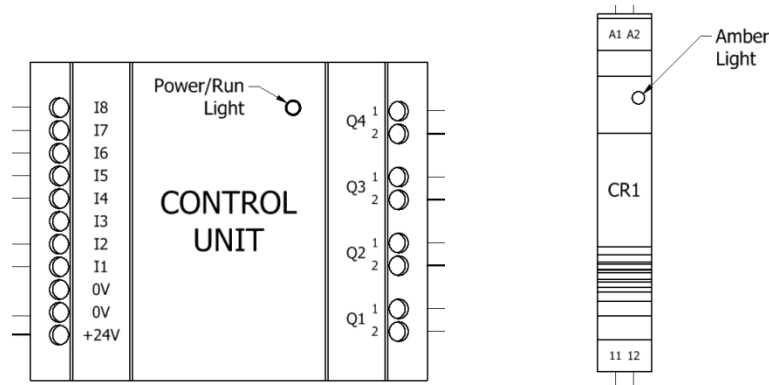 Power/Run
Light
I8
I7
I6
I5
I4
I3
I2
I1
0V
0V
+24V
CONTROL
UNIT
Q4 1
2
Q3 1
2
Q2 1
2
Q1 1
2
A1 A2
Amber
Light
CR1
11 12